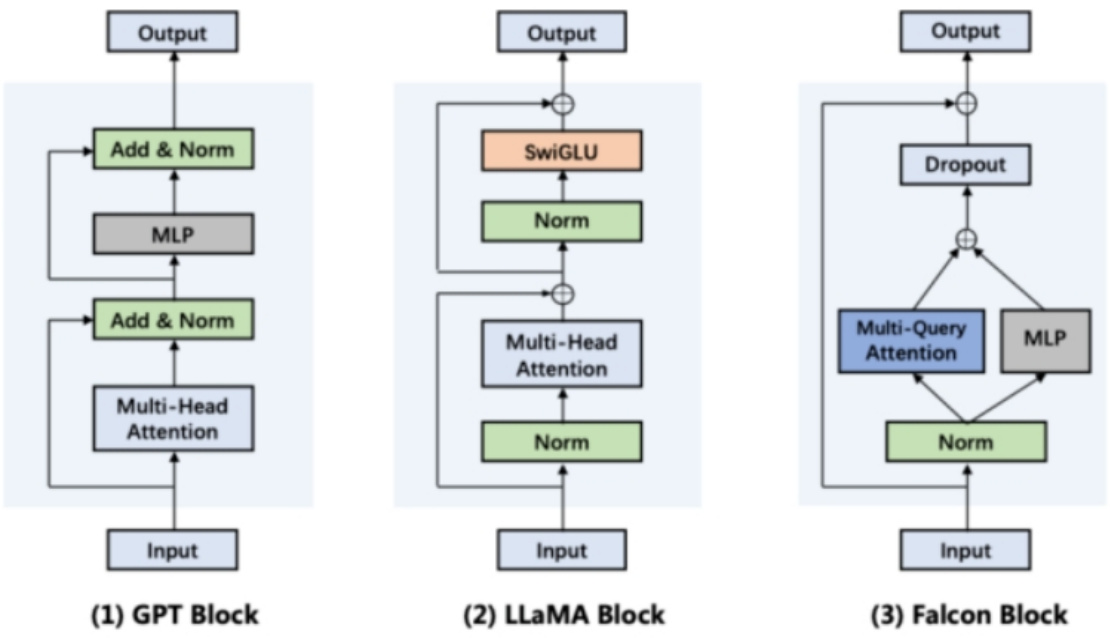 Output
Add & Norm
MLP
Add & Norm
Multi-Head
Attention
Input
(1) GPT Block
Output
SwiGLU
Norm
Multi-Head
Attention
Norm
Input
(2) LLaMA Block
Output
Dropout
Multi-Query
Attention
MLP
Norm
Input
(3) Falcon Block